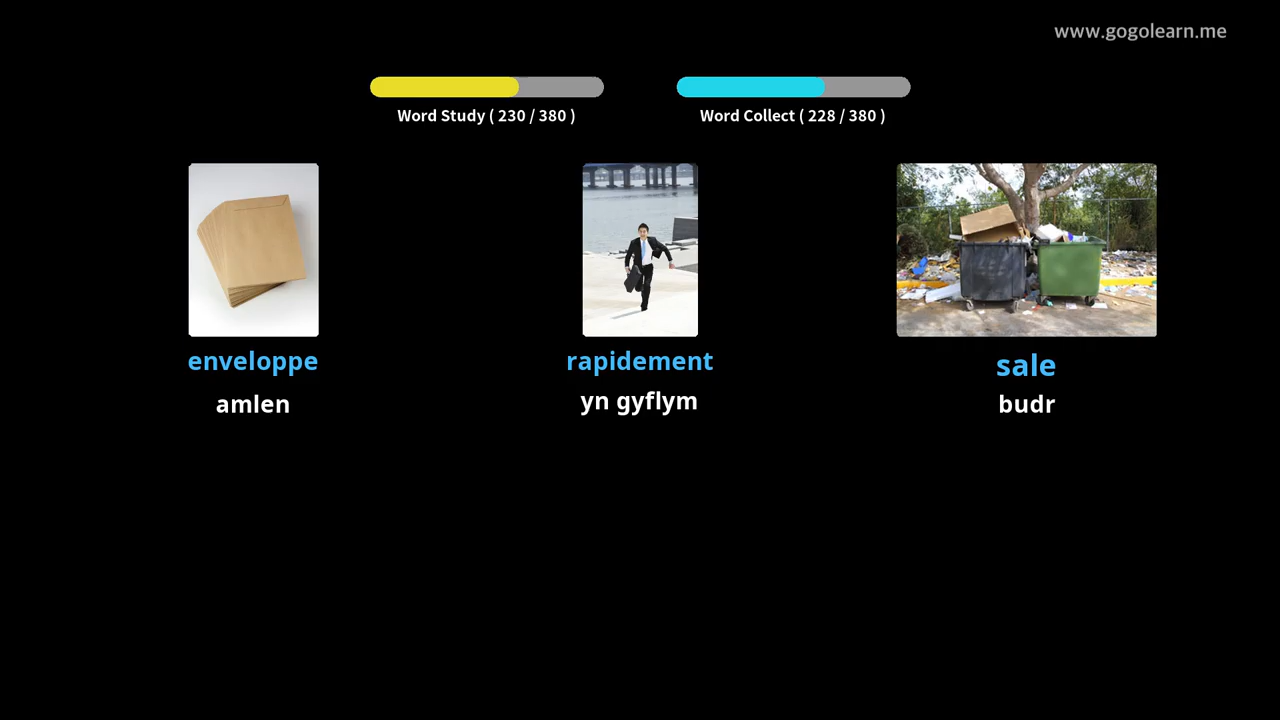 www.gogolearn.me
Word Study ( 230 / 380 )
Word Collect ( 228 / 380 )
enveloppe
amlen
rapidement
yn gyflym
sale
budr